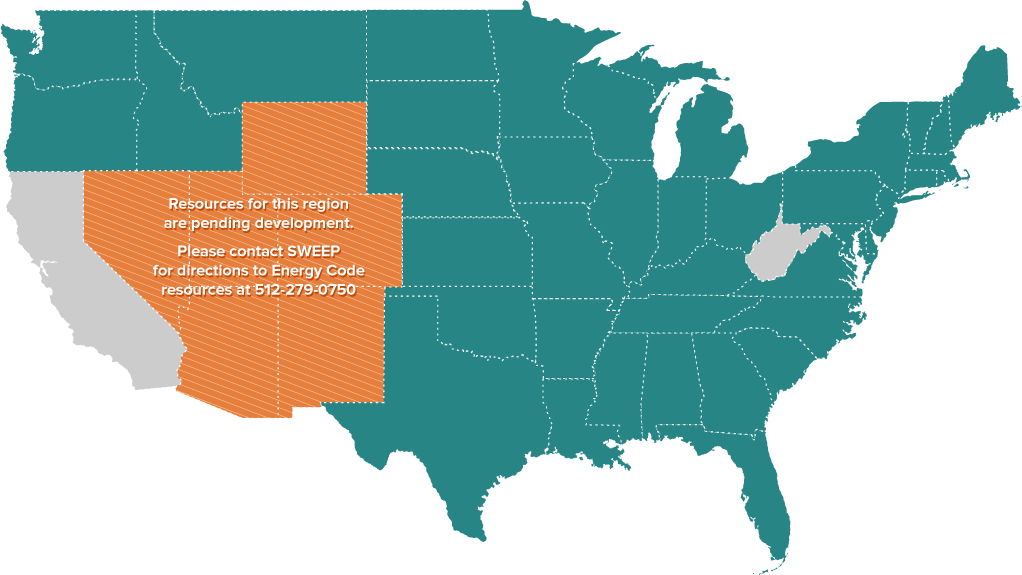 Resources for this region
are pending development.
Please contact SWEEP
for directions to Energy Code
resources at 512-279-0750